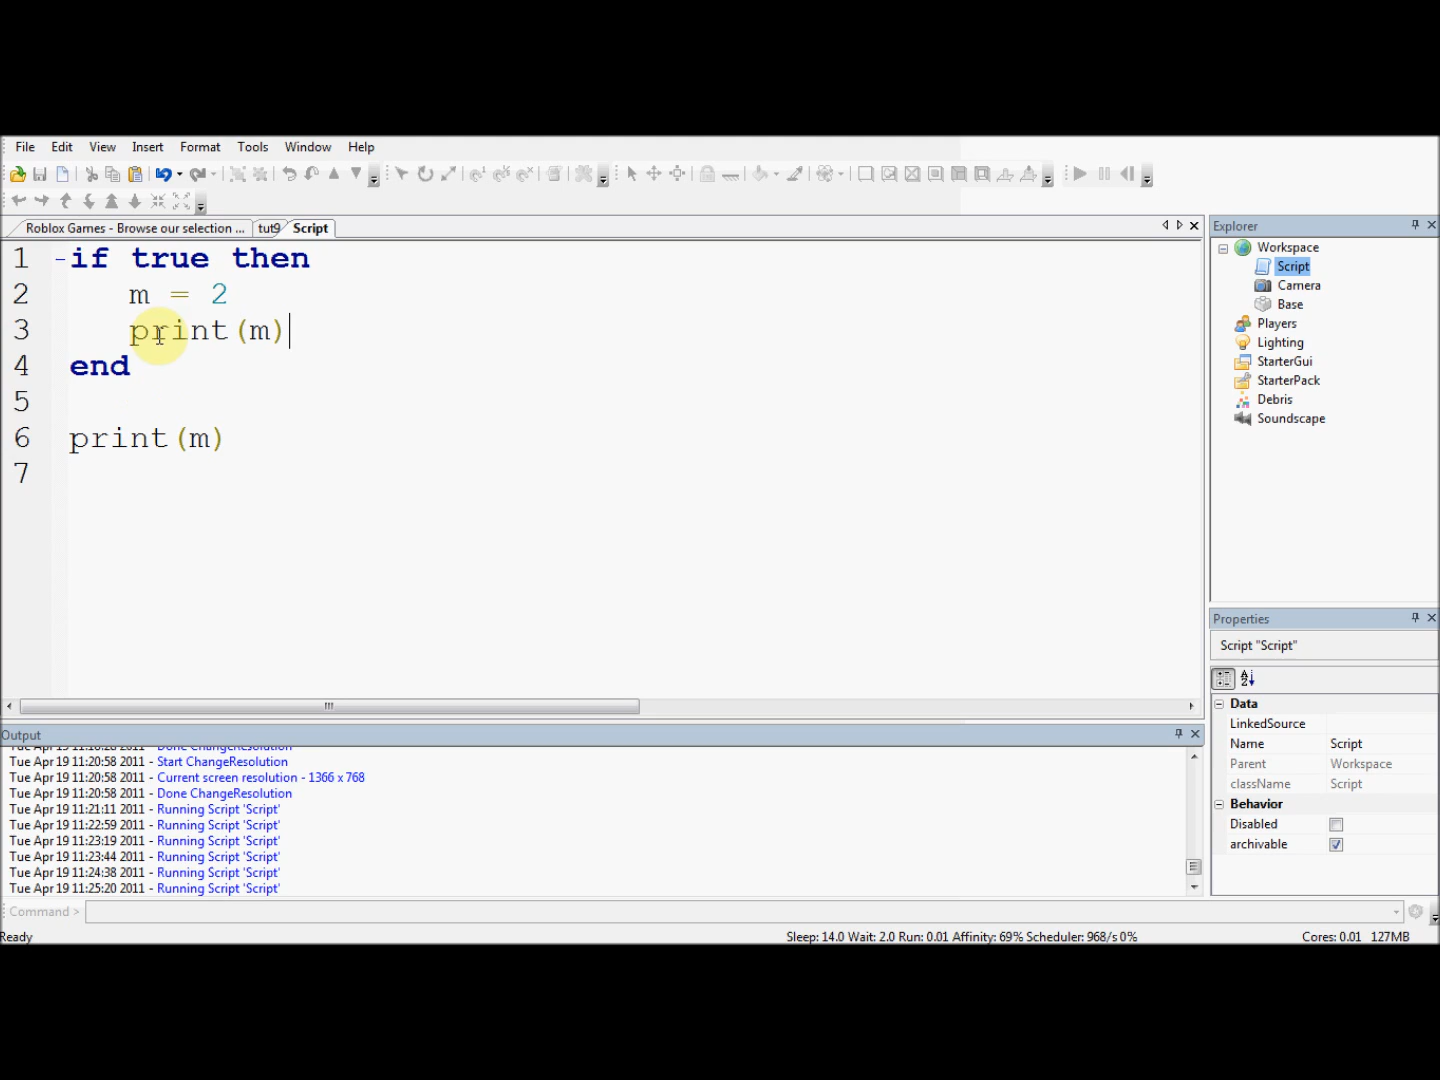 File Edit View Insert Format Tools Window Help
Roblox Games - Browse our selection ... tut9 Script
1 if true then
2 m = 2
3 print(m)
4 end
5
6 print(m)
7
Explorer
Workspace
Script
Camera
Base
Players
Lighting
StarterGui
StarterPack
Debris
Soundscape
Properties
Script "Script"
Data
LinkedSource
Name Script
Parent Workspace
className Script
Behavior
Disabled
archivable
Output
Tue Apr 19 11:20:58 2011 - Start ChangeResolution
Tue Apr 19 11:20:58 2011 - Current screen resolution - 1366 x 768
Tue Apr 19 11:20:58 2011 - Done ChangeResolution
Tue Apr 19 11:21:11 2011 - Running Script 'Script'
Tue Apr 19 11:22:59 2011 - Running Script 'Script'
Tue Apr 19 11:23:19 2011 - Running Script 'Script'
Tue Apr 19 11:23:44 2011 - Running Script 'Script'
Tue Apr 19 11:24:38 2011 - Running Script 'Script'
Tue Apr 19 11:25:20 2011 - Running Script 'Script'
Command >
Ready Sleep: 14.0 Wait: 2.0 Run: 0.01 Affinity: 69% Scheduler: 968/s 0% Cores: 0.01 127MB